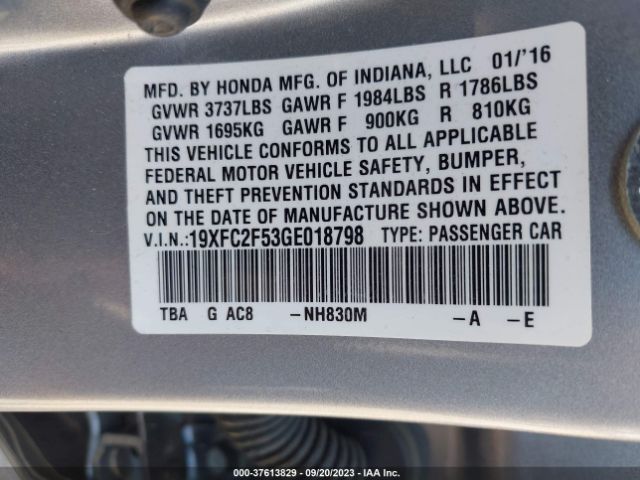 MFD. BY HONDA MFG. OF INDIANA, LLC 01/'16
GVWR 3737LBS GAWR F 1984LBS R 1786LBS
GVWR 1695KG GAWR F 900KG R 810KG
THIS VEHICLE CONFORMS TO ALL APPLICABLE
FEDERAL MOTOR VEHICLE SAFETY, BUMPER,
AND THEFT PREVENTION STANDARDS IN EFFECT
ON THE DATE OF MANUFACTURE SHOWN ABOVE.
V.I.N.:19XFC2F53GE018798 TYPE: PASSENGER CAR
TBA G AC8 -NH830M -A -E
000-37613829 - 09/20/2023 - IAA Inc.